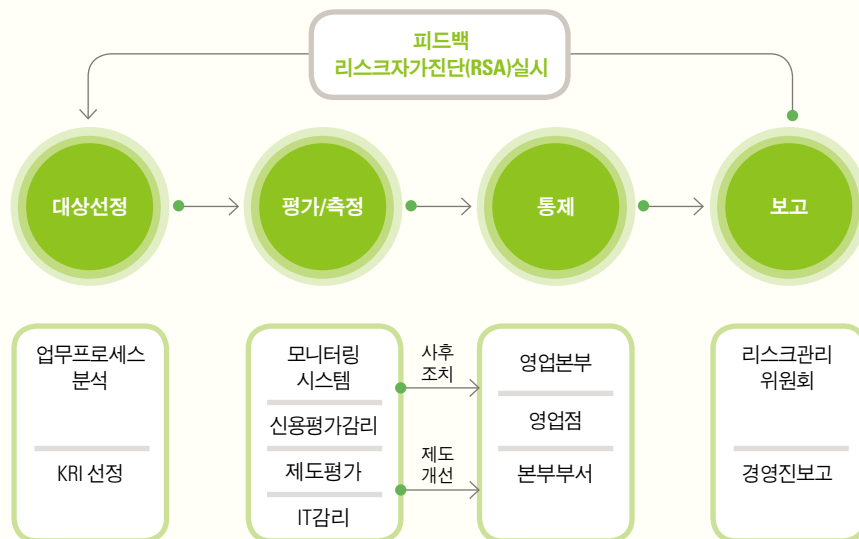 피드백
리스크자가진단(RSA)실시
대상선정
평가/측정
통제
보고
업무프로세스
분석
KRI 선정
모니터링
시스템
신용평가감리
제도평가
IT감리
사후
조치
제도
개선
영업본부
영업점
본부부서
리스크관리
위원회
경영진보고